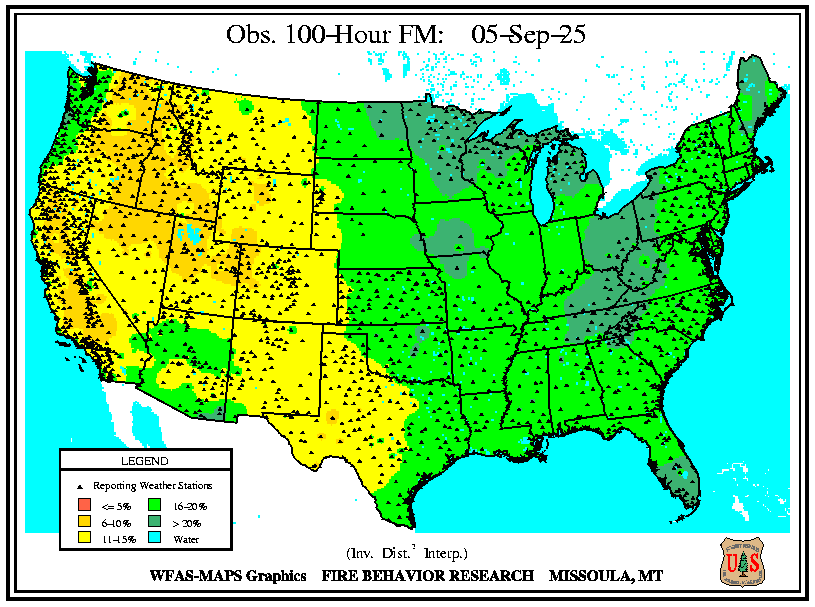 Obs. 100-Hour FM: 05-Sep-25
LEGEND
Reporting Weather Stations
<= 5% 16-20%
6-10% > 20%
11-15% Water
(Inv. Dist.² Interp.)
WFAS-MAPS Graphics FIRE BEHAVIOR RESEARCH MISSOULA, MT
U S